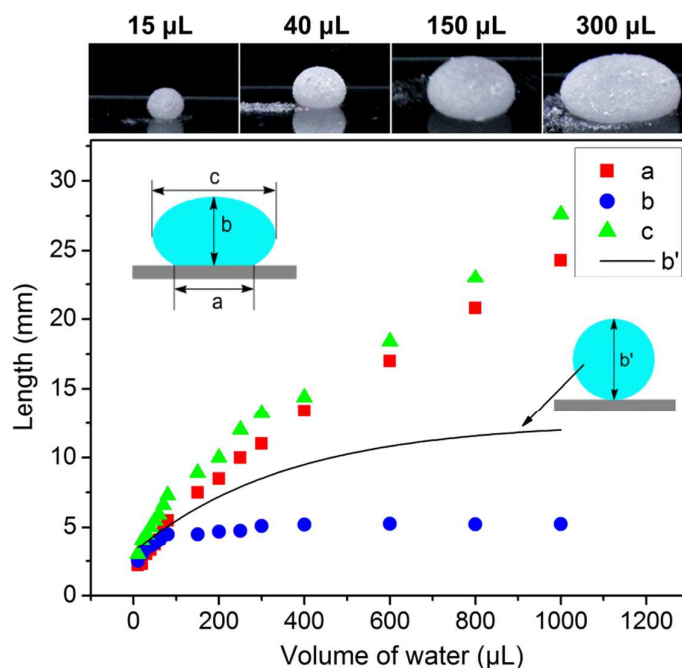 15 µL 40 µL 150 µL 300 µL
a
b
c
b'
c
b
a
b'
30
25
20
15
10
5
0
Length (mm)
0 200 400 600 800 1000 1200
Volume of water (µL)